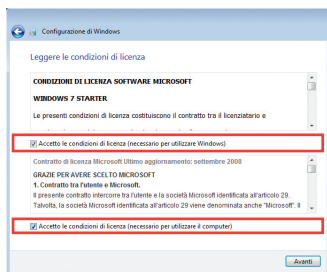 Configurazione di Windows
Leggere le condizioni di licenza
CONDIZIONI DI LICENZA SOFTWARE MICROSOFT
WINDOWS 7 STARTER
Le presenti condizioni di licenza costituiscono il contratto tra il licenziatario e
Accetto le condizioni di licenza (necessario per utilizzare Windows)
Contratto di licenza Microsoft Ultimo aggiornamento: settembre 2008
GRAZIE PER AVERE SCELTO MICROSOFT
1. Contratto tra l'utente e Microsoft.
Il presente contratto intercorre tra l'utente e la società Microsoft identificata all'articolo 29.
Talvolta, la società Microsoft identificata all'articolo 29 viene denominata anche "Microsoft". Il
Accetto le condizioni di licenza (necessario per utilizzare il computer)
Avanti